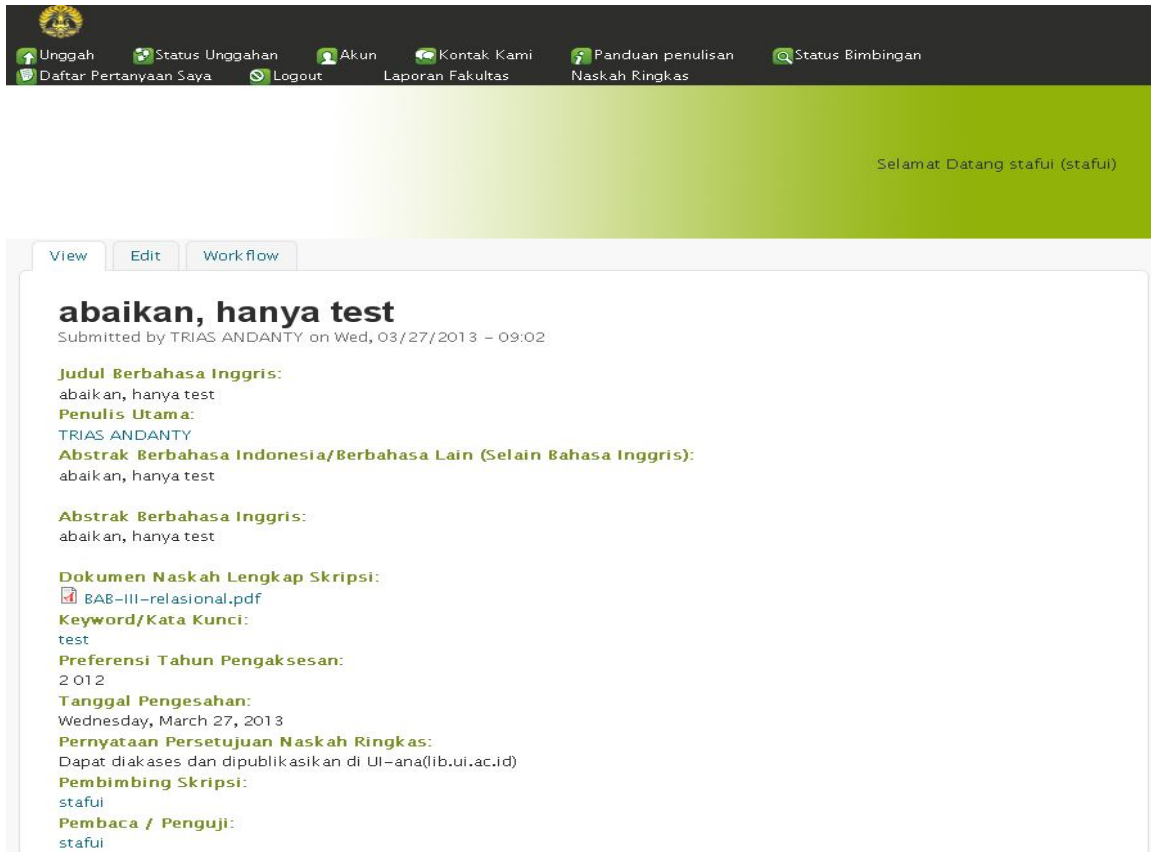 Unggah Status Unggahan Akun Kontak Kami Panduan penulisan Status Bimbingan
Daftar Pertanyaan Saya Logout Laporan Fakultas Naskah Ringkas
Selamat Datang stafui (stafui)
View Edit Workflow
abaikan, hanya test
Submitted by TRIAS ANDANTY on Wed, 03/27/2013 – 09:02
Judul Berbahasa Inggris:
abaikan, hanya test
Penulis Utama:
TRIAS ANDANTY
Abstrak Berbahasa Indonesia/Berbahasa Lain (Selain Bahasa Inggris):
abaikan, hanya test
Abstrak Berbahasa Inggris:
abaikan, hanya test
Dokumen Naskah Lengkap Skripsi:
BAB–III–relasional.pdf
Keyword/Kata Kunci:
test
Preferensi Tahun Pengaksesan:
2 012
Tanggal Pengesahan:
Wednesday, March 27, 2013
Pernyataan Persetujuan Naskah Ringkas:
Dapat diakases dan dipublikasikan di UI–ana(lib.ui.ac.id)
Pembimbing Skripsi:
stafui
Pembaca / Penguji:
stafui